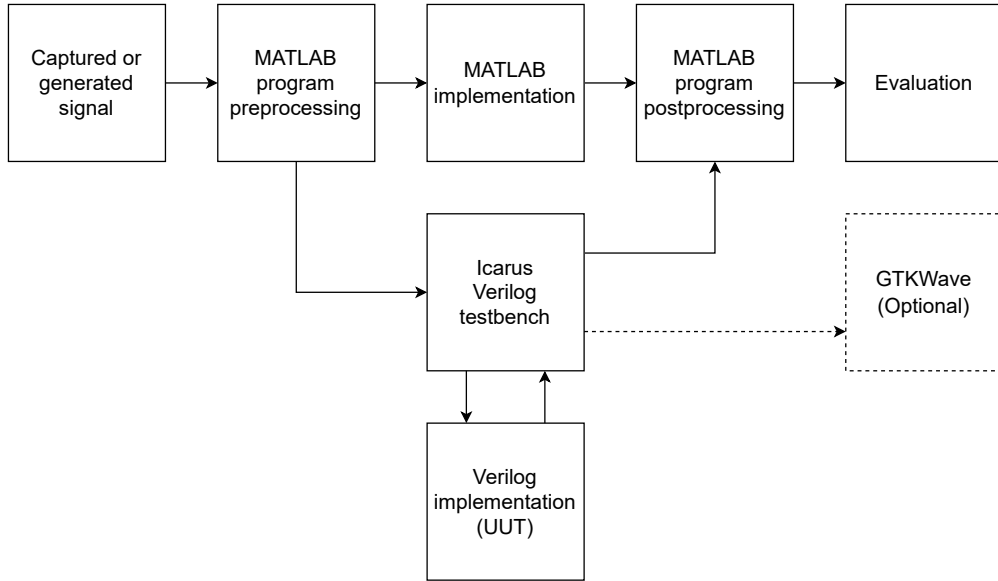 Captured or
generated
signal
MATLAB
program
preprocessing
MATLAB
implementation
MATLAB
program
postprocessing
Evaluation
Icarus
Verilog
testbench
GTKWave
(Optional)
Verilog
implementation
(UUT)